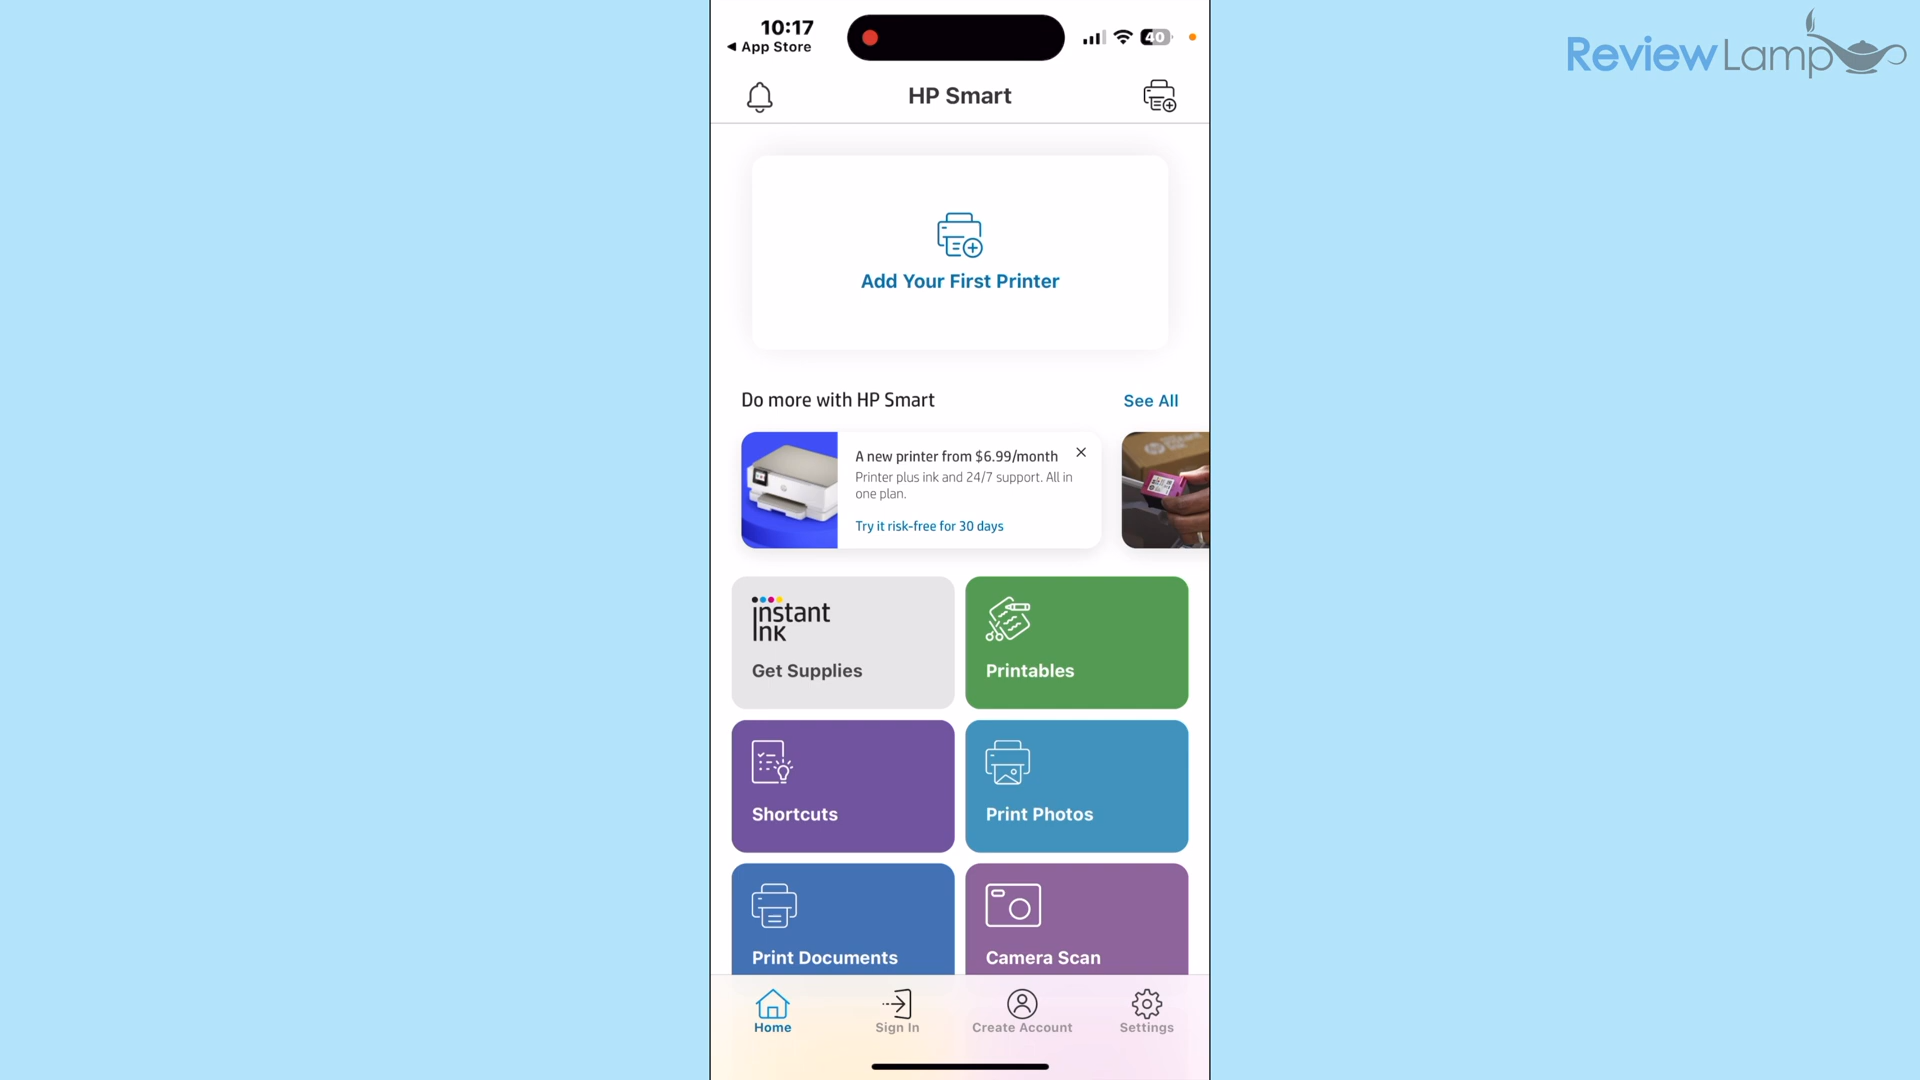 10:17
App Store
40
ReviewLamp
HP Smart
Add Your First Printer
Do more with HP Smart
See All
A new printer from $6.99/month
Printer plus ink and 24/7 support. All in
one plan.
Try it risk-free for 30 days
instant
ink
Get Supplies
Printables
Shortcuts
Print Photos
Print Documents
Camera Scan
Home
Sign In
Create Account
Settings